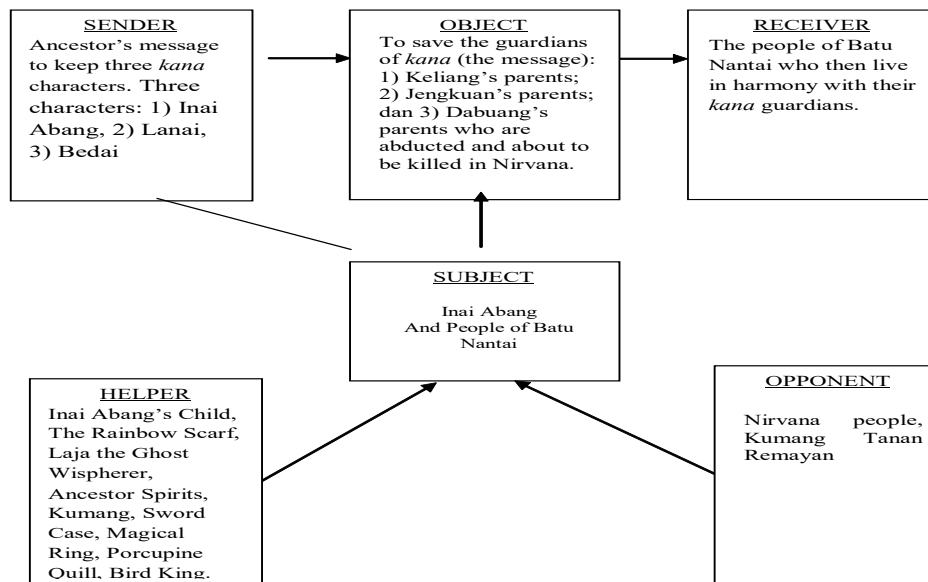 SENDER
Ancestor's message
to keep three kana
characters. Three
characters: 1) Inai
Abang, 2) Lanai,
3) Bedai
OBJECT
To save the guardians
of kana (the message):
1) Keliang's parents;
2) Jengkuan's parents;
dan 3) Dabuang's
parents who are
abducted and about to
be killed in Nirvana.
RECEIVER
The people of Batu
Nantai who then live
in harmony with their
kana guardians.
SUBJECT
Inai Abang
And People of Batu
Nantai
HELPER
Inai Abang's Child,
The Rainbow Scarf,
Laja the Ghost
Wispherer,
Ancestor Spirits,
Kumang, Sword
Case, Magical
Ring, Porcupine
Quill, Bird King.
OPPONENT
Nirvana people,
Kumang Tanan
Remayan